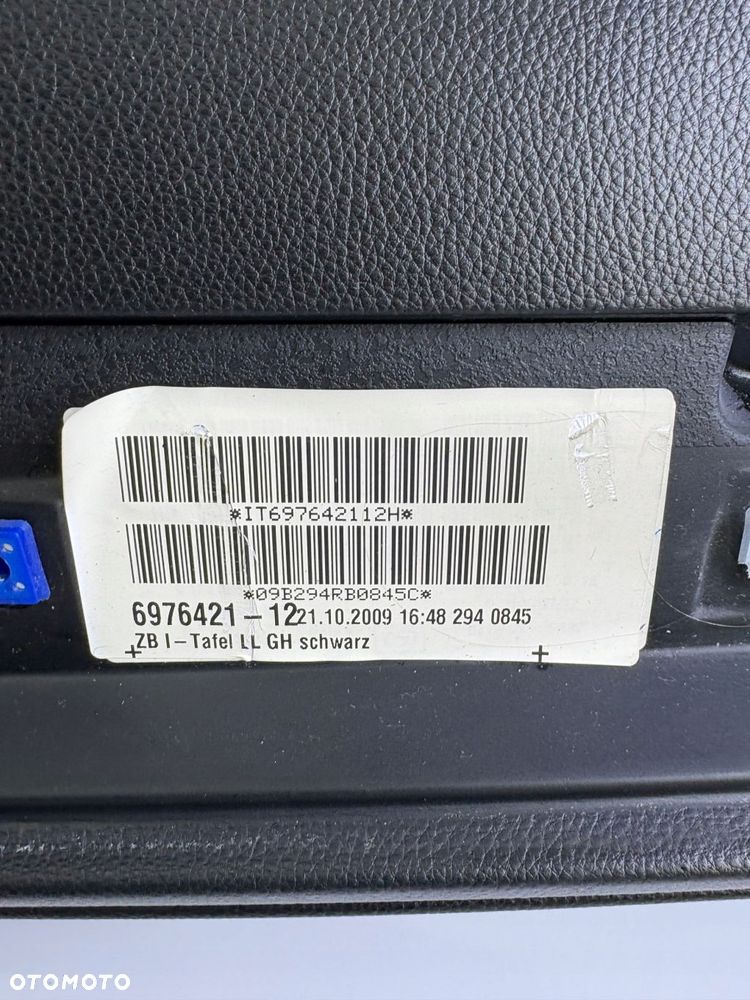 *IT697642112H*
*09B294RB0845C*
6976421-12 21.10.2009 16:48 294 0845
ZB I-Tafel LL GH schwarz
OTOMOTO